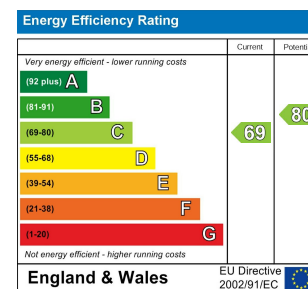 Energy Efficiency Rating
Current
Potenti
Very energy efficient - lower running costs
(92 plus) A
(81-91) B
80
(69-80) C
69
(55-68) D
(39-54) E
(21-38) F
(1-20) G
Not energy efficient - higher running costs
England & Wales
EU Directive
2002/91/EC